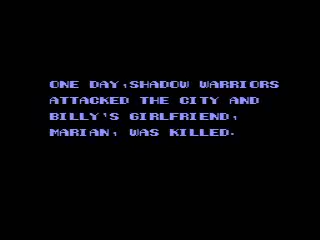 ONE DAY,SHADOW WARRIORS
ATTACKED THE CITY AND
BILLY'S GIRLFRIEND,
MARIAN, WAS KILLED.